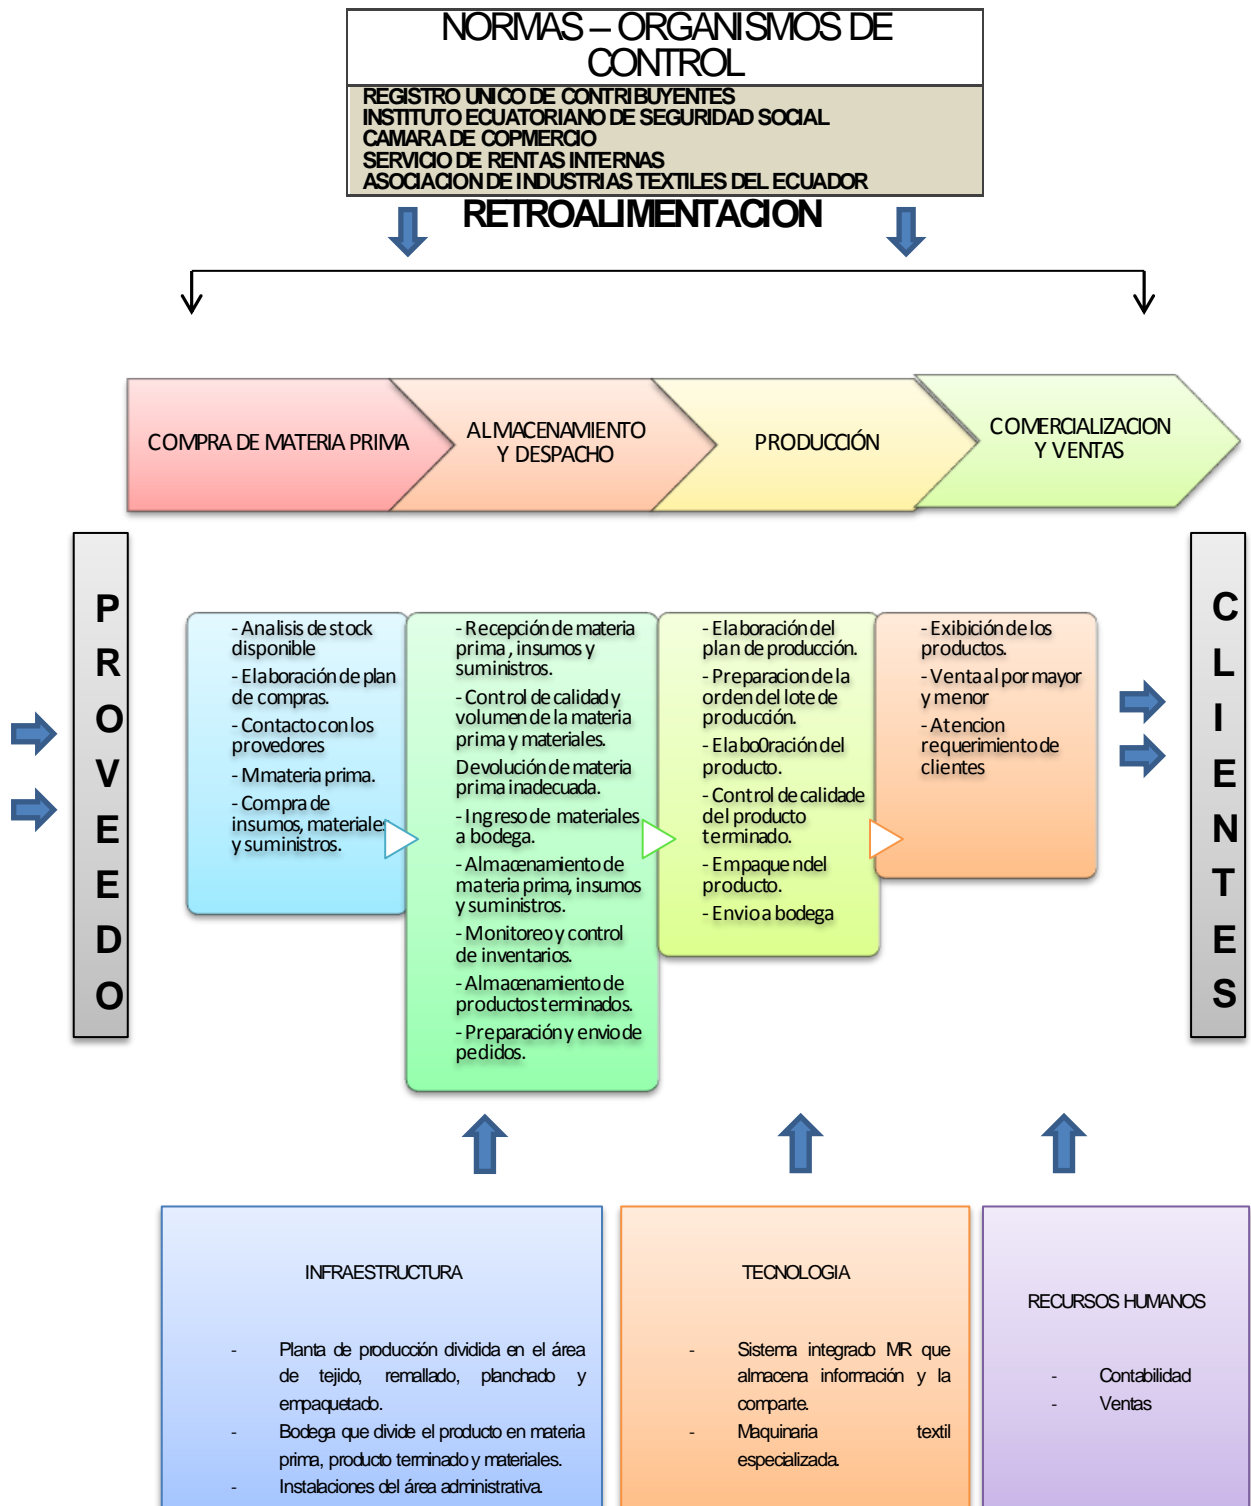 NORMAS – ORGANISMOS DE
CONTROL
REGISTRO UNICO DE CONTRIBUYENTES
INSTITUTO ECUATORIANO DE SEGURIDAD SOCIAL
CAMARA DE COPMERCIO
SERVICIO DE RENTAS INTERNAS
ASOCIACION DE INDUSTRIAS TEXTILES DEL ECUADOR
RETROALIMENTACION
COMPRA DE MATERIA PRIMA
ALMACENAMIENTO
Y DESPACHO
PRODUCCIÓN
COMERCIALIZACION
Y VENTAS
P
R
O
V
E
E
D
O
- Analisis de stock
disponible
- Elaboración de plan
de compras.
- Contacto con los
provedores
- Mmateria prima.
- Compra de
insumos, materiales
y suministros.
- Recepción de materia
prima , insumos y
suministros.
- Control de calidad y
volumen de la materia
prima y materiales.
Devolución de materia
prima inadecuada.
- Ingreso de materiales
a bodega.
- Almacenamiento de
materia prima, insumos
y suministros.
- Monitoreo y control
de inventarios.
- Almacenamiento de
productos terminados.
- Preparación y envio de
pedidos.
- Elaboración del
plan de producción.
- Preparacion de la
orden del lote de
producción.
- Elabo0ración del
producto.
- Control de calidade
del producto
terminado.
- Empaque ndel
producto.
- Envio a bodega
- Exibición de los
productos.
- Venta al por mayor
y menor
- Atencion
requerimiento de
clientes
C
L
I
E
N
T
E
S
INFRAESTRUCTURA
- Planta de producción dividida en el área
de tejido, remallado, planchado y
empaquetado.
- Bodega que divide el producto en materia
prima, producto terminado y materiales.
- Instalaciones del área administrativa.
TECNOLOGIA
- Sistema integrado MR que
almacena información y la
comparte.
- Maquinaria textil
especializada.
RECURSOS HUMANOS
- Contabilidad
- Ventas